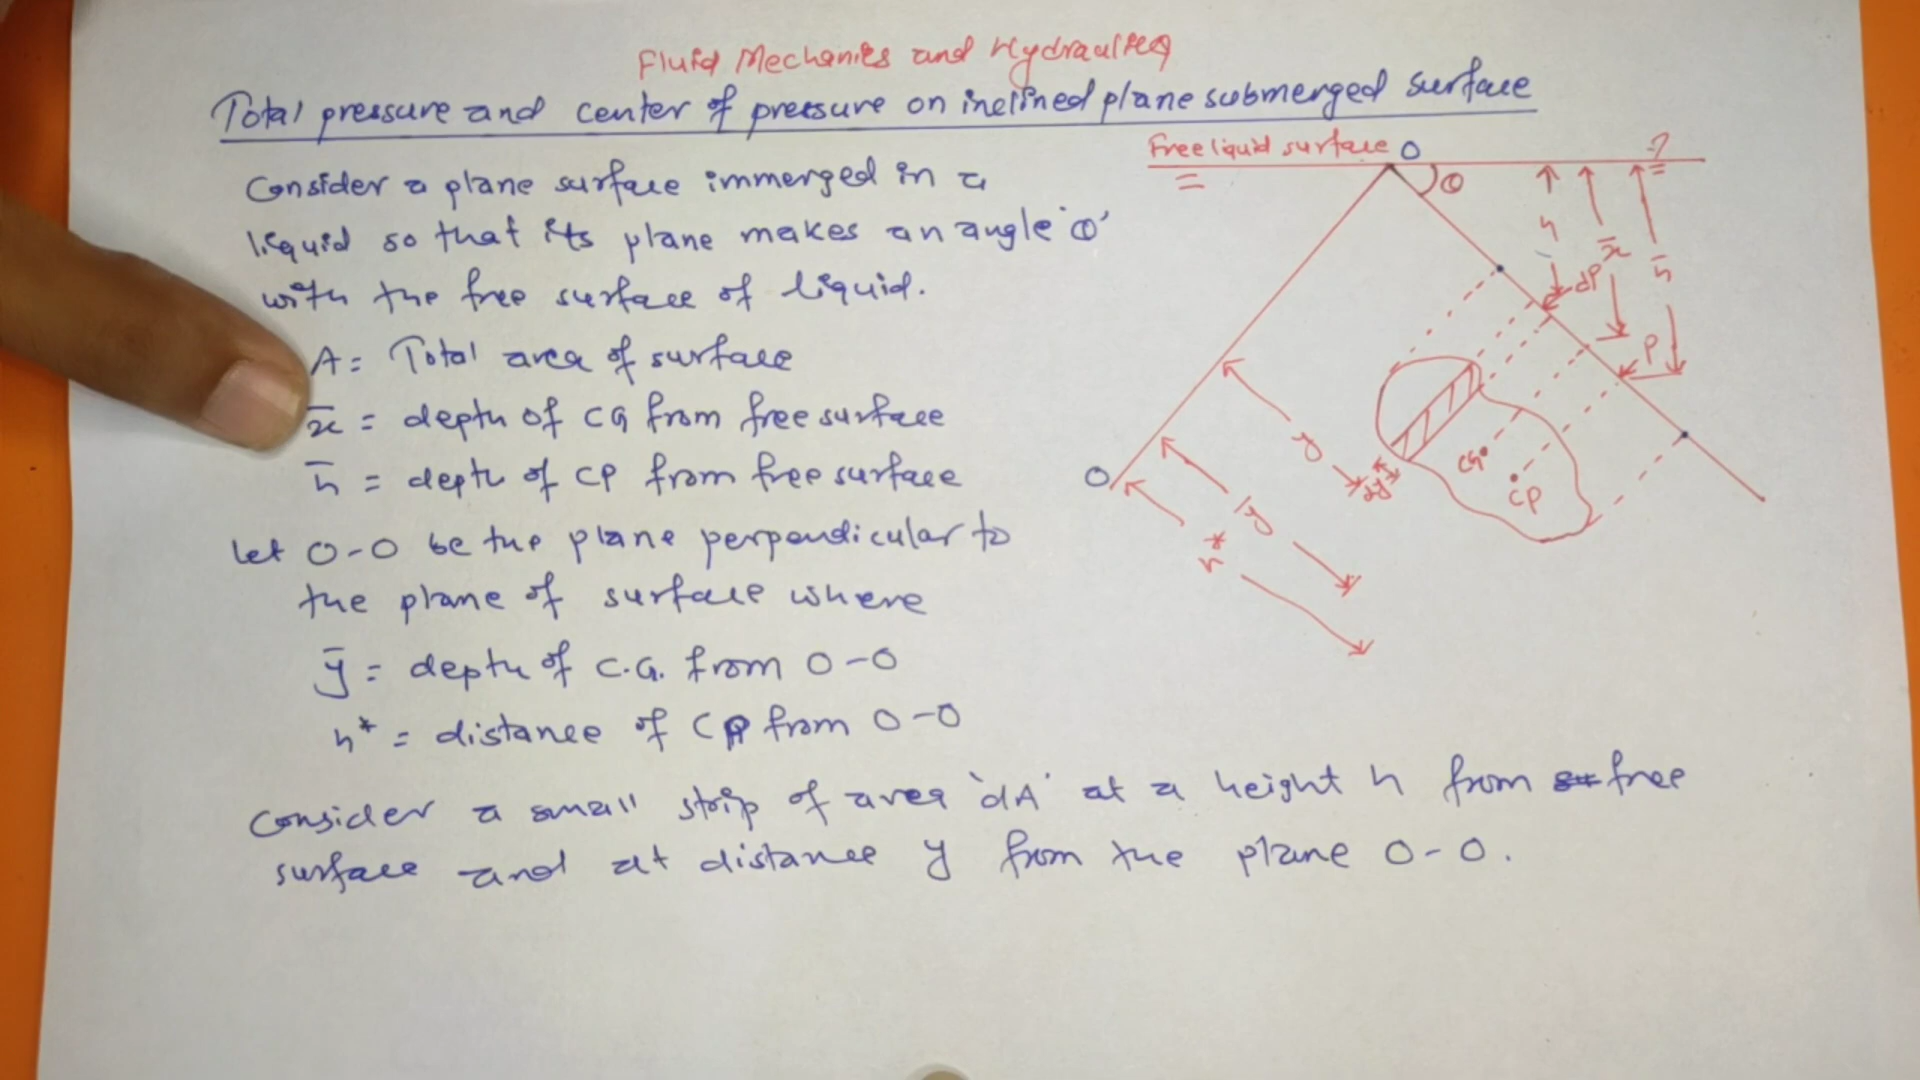 Fluid Mechanics and Hydraulics
Total pressure and center of pressure on inclined plane submerged surface
Consider a plane surface immerged in a
liquid so that its plane makes an angle 'θ'
with the free surface of liquid.
A = Total area of surface
x̄ = depth of CG from free surface
h̄ = depth of CP from free surface
Let O-O be the plane perpendicular to
the plane of surface where
ȳ = depth of C.G. from O-O
h* = distance of CP from O-O
Consider a small strip of area 'dA' at a height h from free
surface and at distance y from the plane O-O.
Free liquid surface O
θ
h
x̄
h̄
dP
P
y
dy
CG
CP
O
ȳ
h*